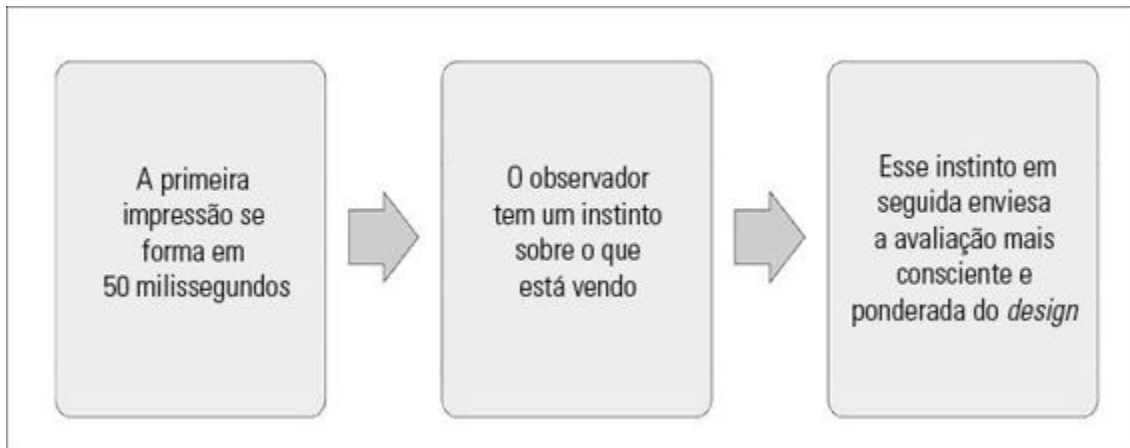 A primeira
impressão se
forma em
50 milissegundos
O observador
tem um instinto
sobre o que
está vendo
Esse instinto em
seguida enviesa
a avaliação mais
consciente e
ponderada do design